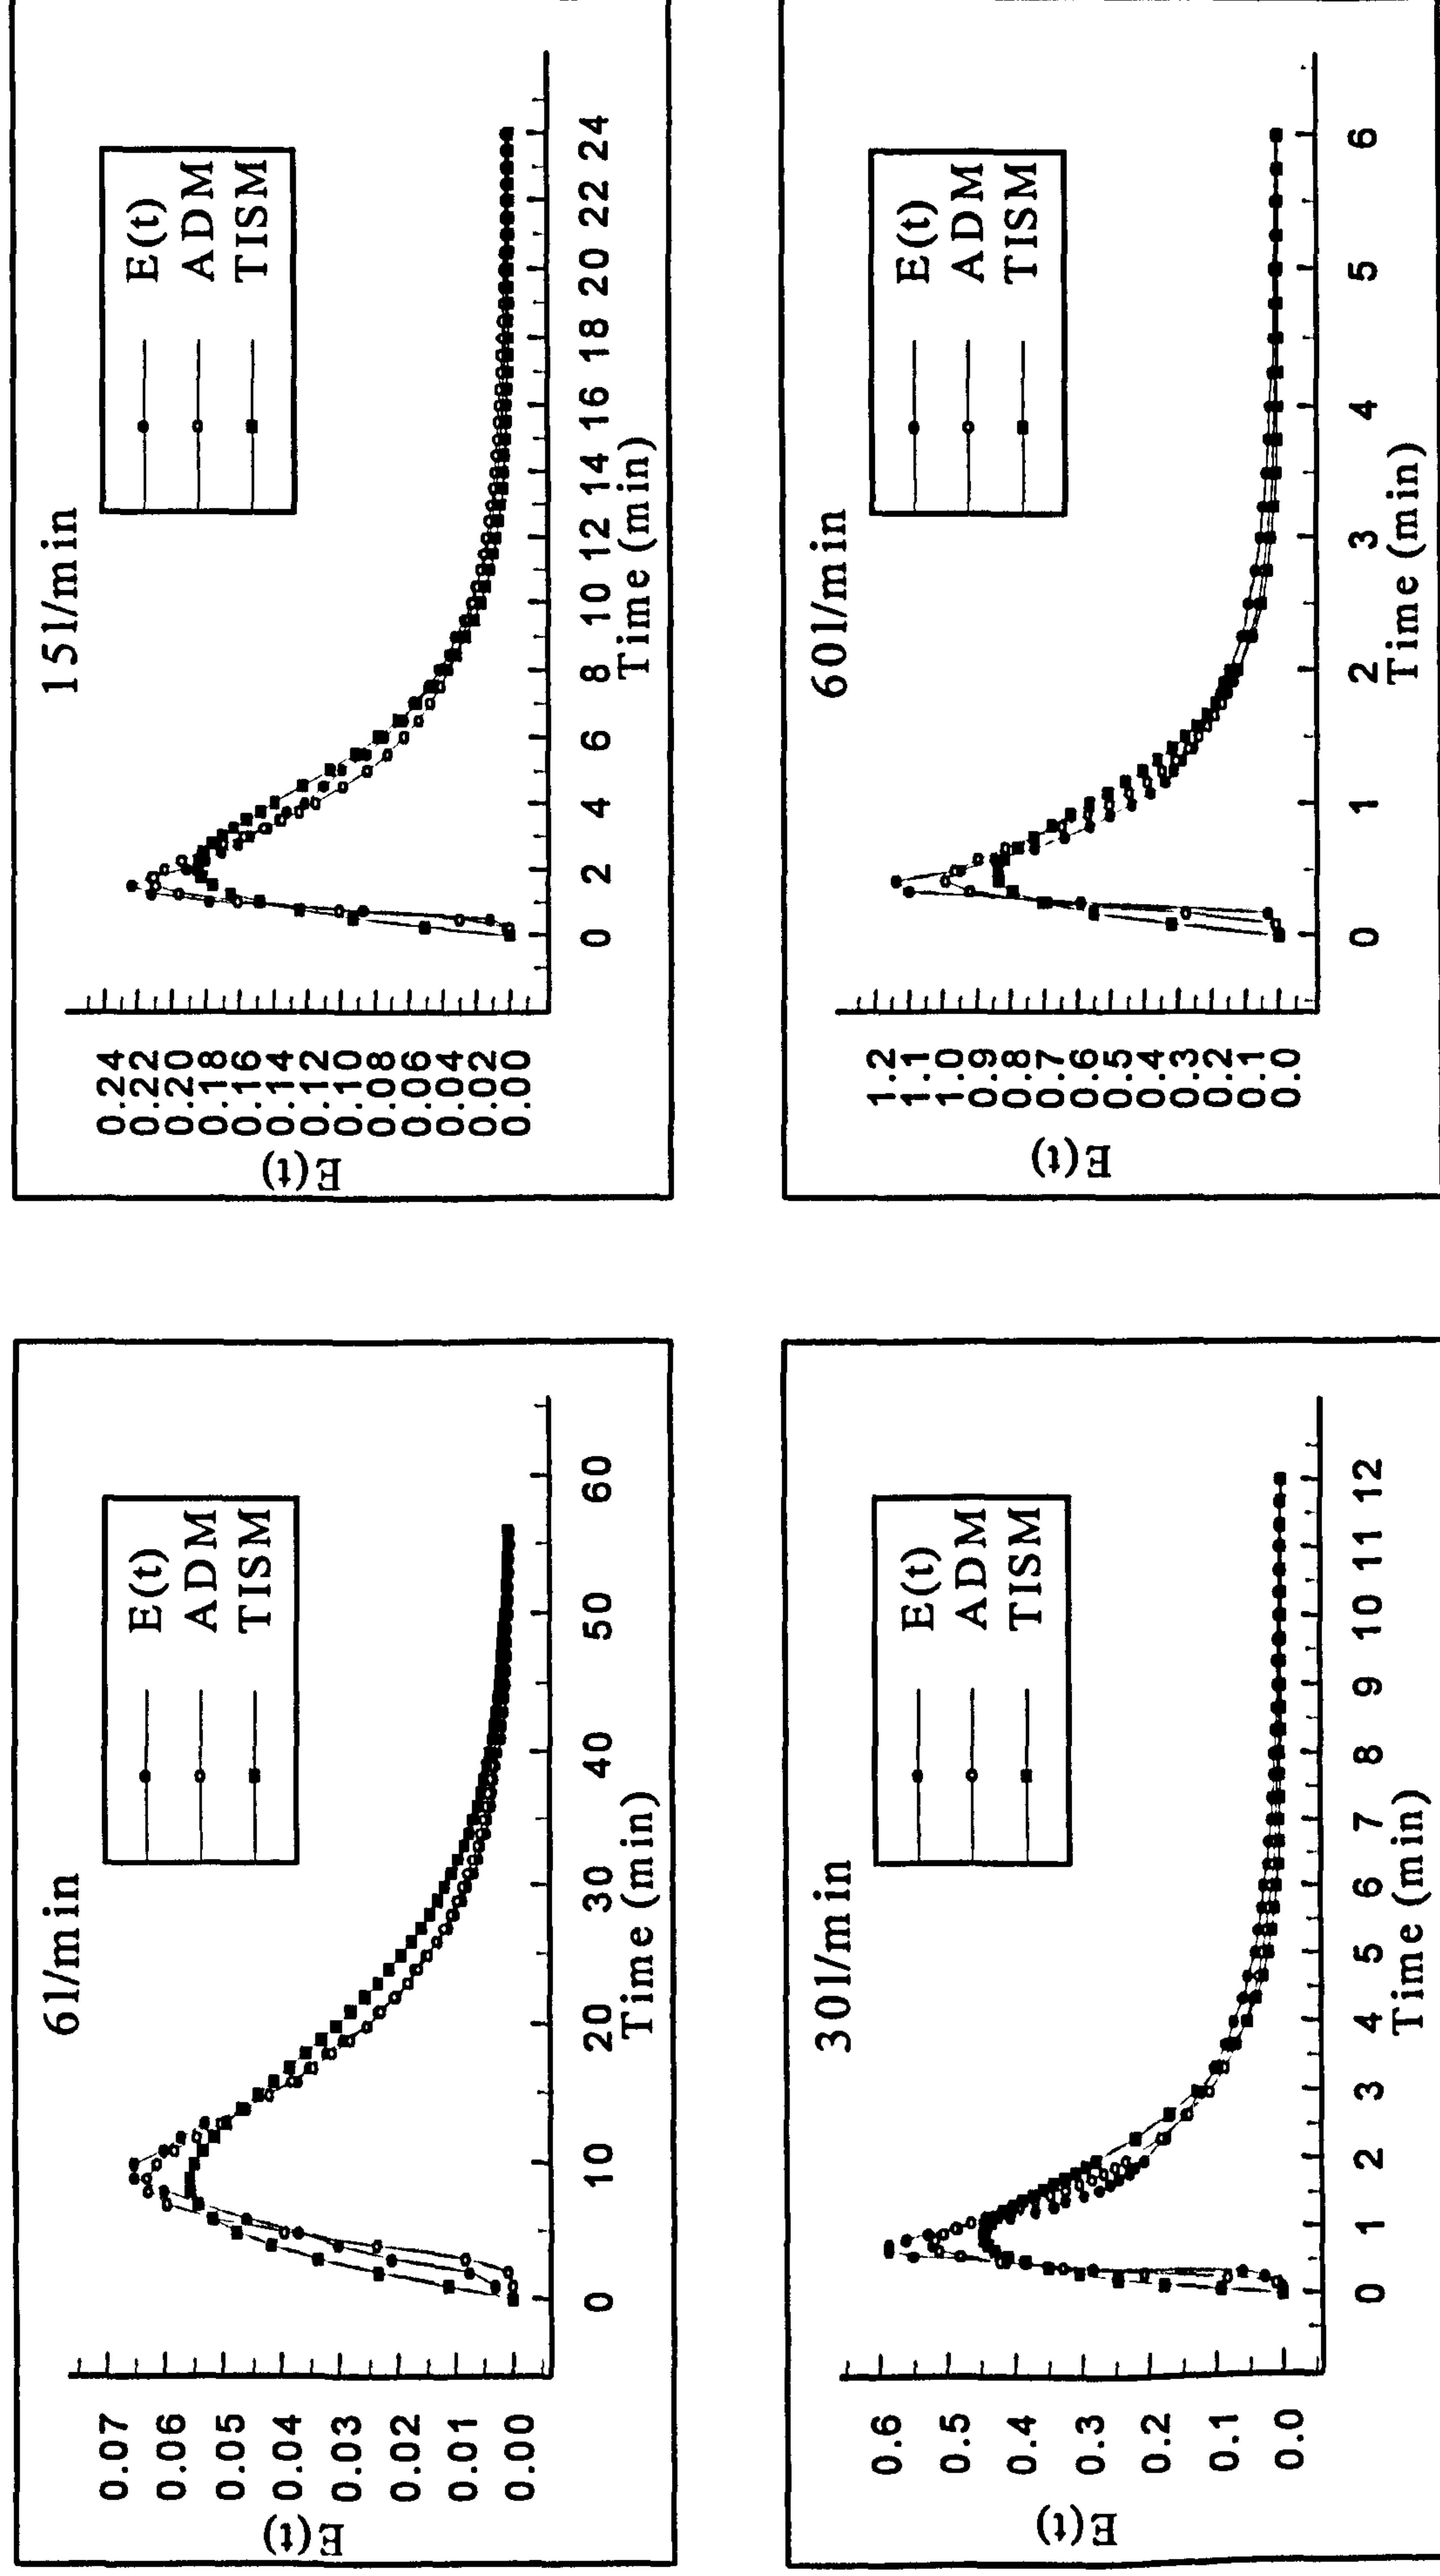 6l/min
E(t)
ADM
TISM
0.07
0.06
0.05
0.04
0.03
0.02
0.01
0.00
E(t)
0 10 20 30 40 50 60
Time (min)
15l/min
E(t)
ADM
TISM
0.24
0.22
0.20
0.18
0.16
0.14
0.12
0.10
0.08
0.06
0.04
0.02
0.00
E(t)
0 2 4 6 8 10 12 14 16 18 20 22 24
Time (min)
30l/min
E(t)
ADM
TISM
0.6
0.5
0.4
0.3
0.2
0.1
0.0
E(t)
0 1 2 3 4 5 6 7 8 9 10 11 12
Time (min)
60l/min
E(t)
ADM
TISM
1.2
1.1
1.0
0.9
0.8
0.7
0.6
0.5
0.4
0.3
0.2
0.1
0.0
E(t)
0 1 2 3 4 5 6
Time (min)